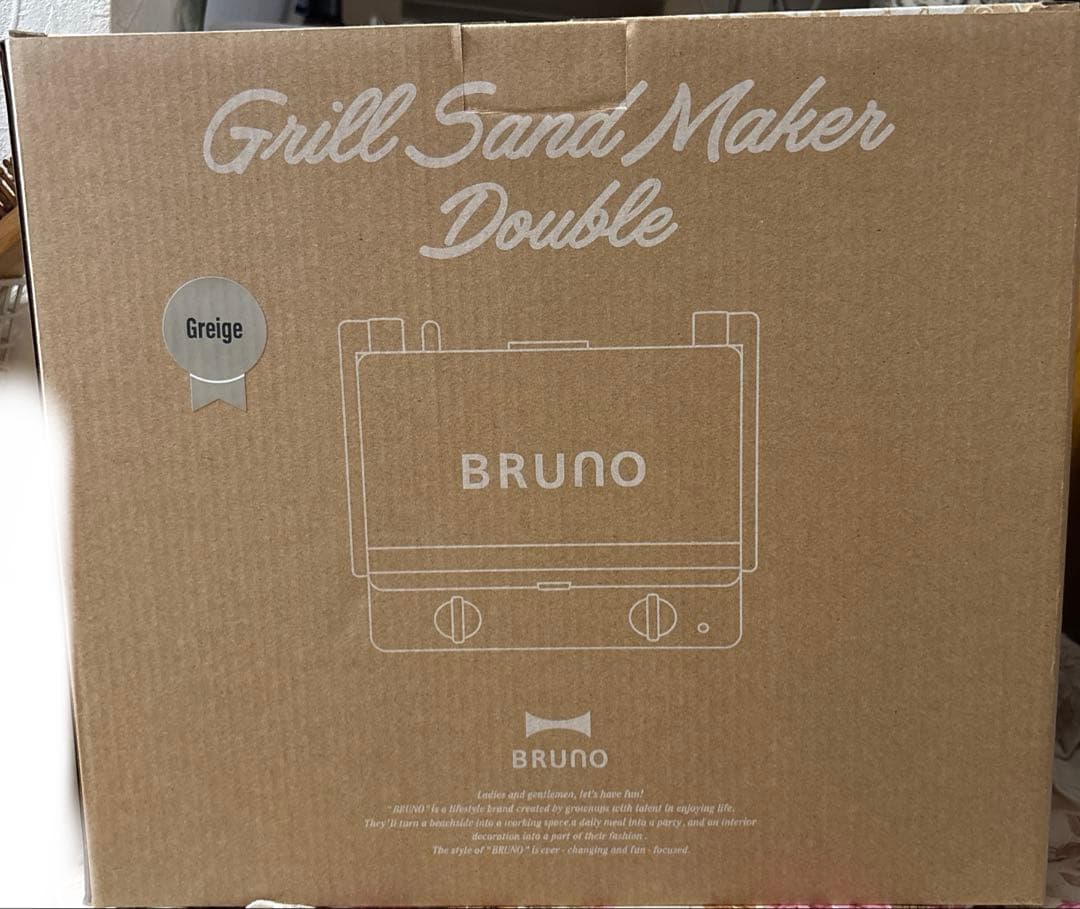 Grill Sand Maker
Double
Greige
BRUNO
BRUNO
Ladies and gentlemen, let's have fun!
"BRUNO" is a lifestyle brand created by grownups with talent in enjoying life.
They'll turn a beachside into a working space, a daily meal into a party, and an interior
decoration into a part of their fashion.
The style of "BRUNO" is ever - changing and fun - focused.